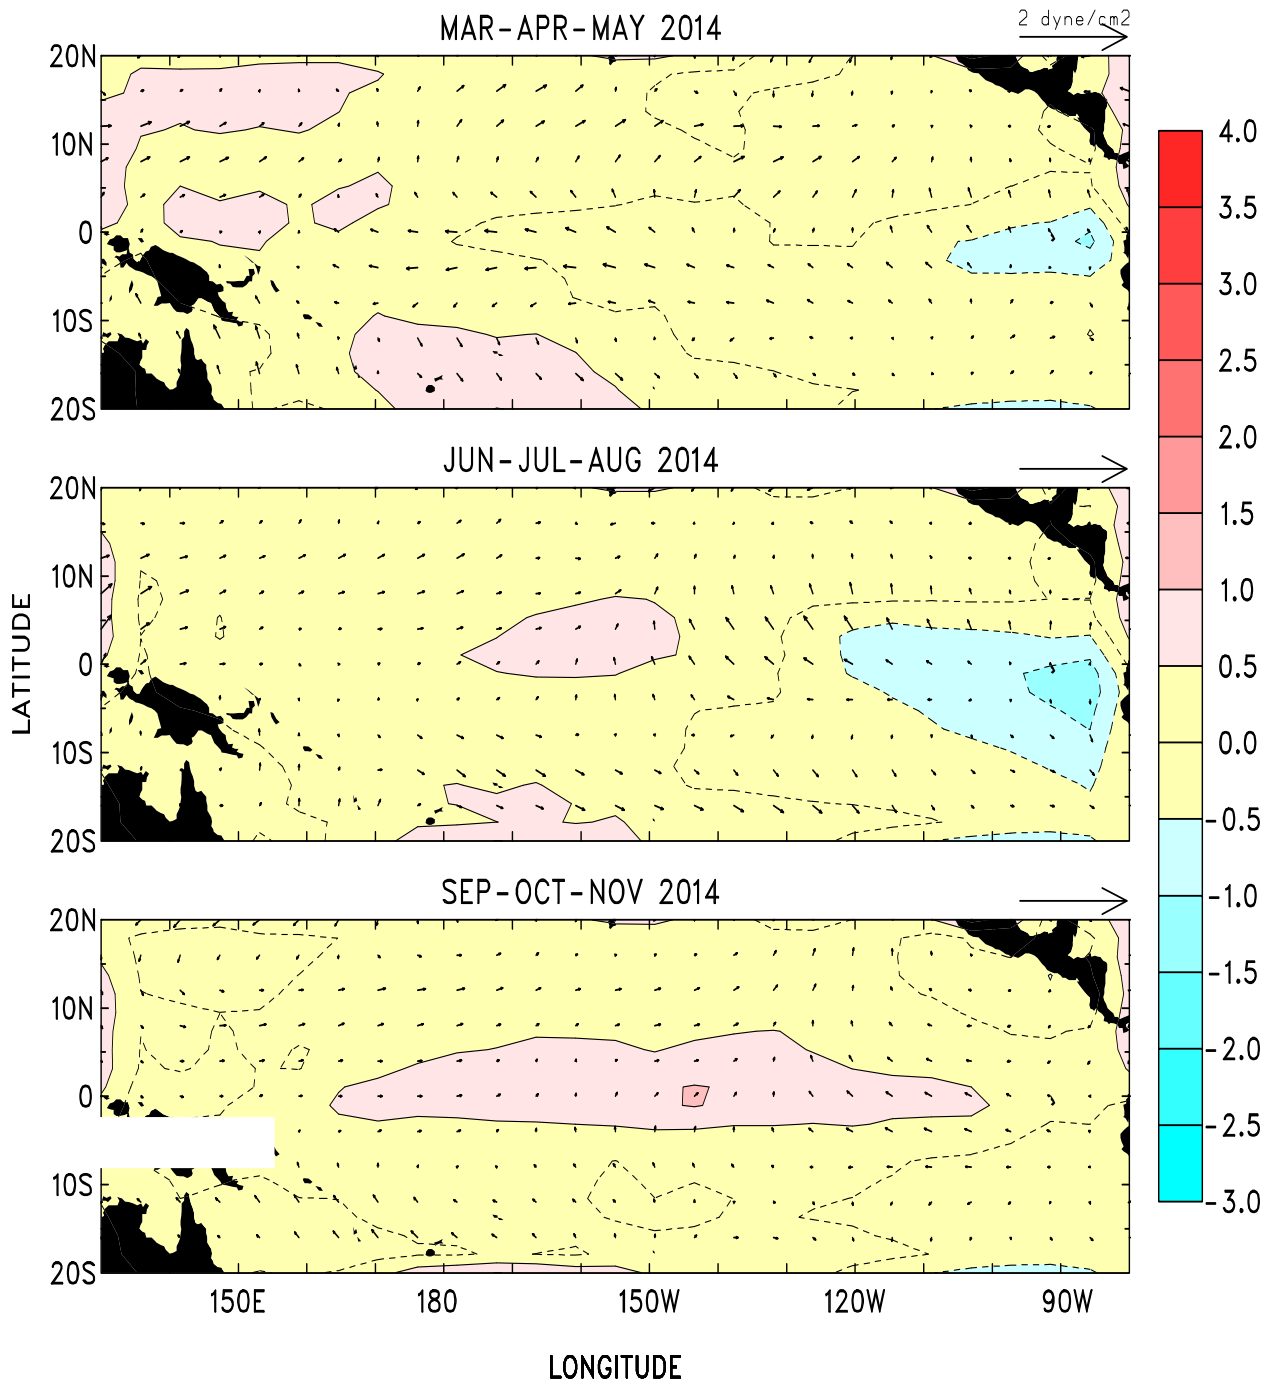 MAR-APR-MAY 2014
2 dyne/cm2
20N
10N
0
10S
20S
JUN-JUL-AUG 2014
20N
10N
0
10S
20S
LATITUDE
SEP-OCT-NOV 2014
20N
10N
0
10S
20S
150E 180 150W 120W 90W
LONGITUDE
4.0
3.5
3.0
2.5
2.0
1.5
1.0
0.5
0.0
-0.5
-1.0
-1.5
-2.0
-2.5
-3.0